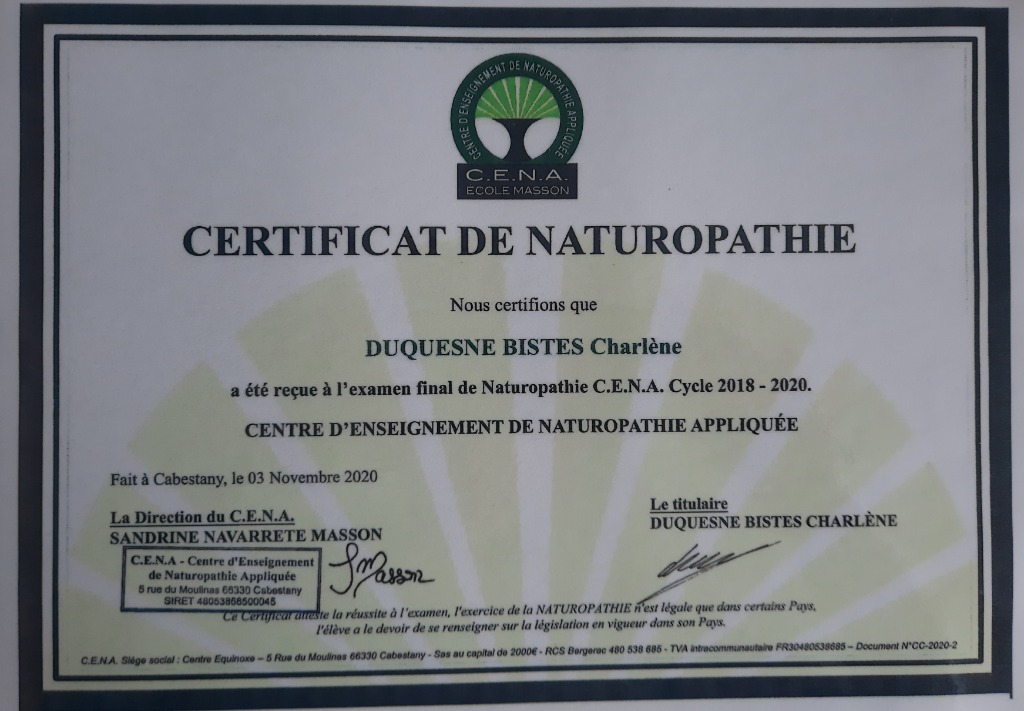 CENTRE D'ENSEIGNEMENT DE NATUROPATHIE APPLIQUÉE
C.E.N.A.
ÉCOLE MASSON
CERTIFICAT DE NATUROPATHIE
Nous certifions que
DUQUESNE BISTES Charlène
a été reçue à l'examen final de Naturopathie C.E.N.A. Cycle 2018 - 2020.
CENTRE D'ENSEIGNEMENT DE NATUROPATHIE APPLIQUÉE
Fait à Cabestany, le 03 Novembre 2020
La Direction du C.E.N.A.
SANDRINE NAVARRETE MASSON
C.E.N.A - Centre d'Enseignement
de Naturopathie Appliquée
5 rue du Moulinas 66330 Cabestany
SIRET 48053868500045
SMasson
Le titulaire
DUQUESNE BISTES CHARLÈNE
Ce Certificat atteste la réussite à l'examen, l'exercice de la NATUROPATHIE n'est légale que dans certains Pays,
l'élève a le devoir de se renseigner sur la législation en vigueur dans son Pays.
C.E.N.A. Siège social : Centre Equinoxe – 5 Rue du Moulinas 66330 Cabestany - Sas au capital de 2000€ - RCS Bergerac 480 538 685 - TVA intracommunautaire FR30480538685 – Document N°CC-2020-2